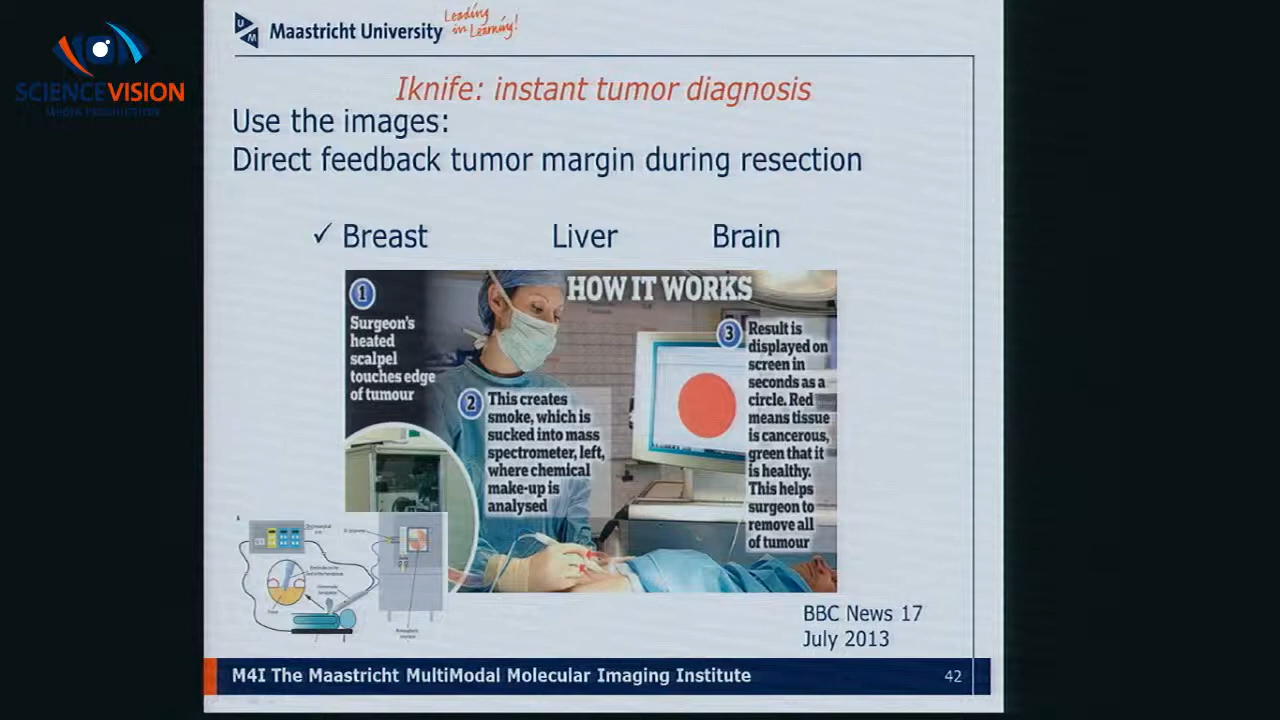 Maastricht University
Leading
in Learning!
SCIENCEVISION
MEDIA PRODUCTION
Iknife: instant tumor diagnosis
Use the images:
Direct feedback tumor margin during resection
✓ Breast Liver Brain
HOW IT WORKS
1
Surgeon's
heated
scalpel
touches edge
of tumour
2
This creates
smoke, which is
sucked into mass
spectrometer, left,
where chemical
make-up is
analysed
3
Result is
displayed on
screen in
seconds as a
circle. Red
means tissue
is cancerous,
green that it
is healthy.
This helps
surgeon to
remove all
of tumour
BBC News 17
July 2013
M4I The Maastricht MultiModal Molecular Imaging Institute
42